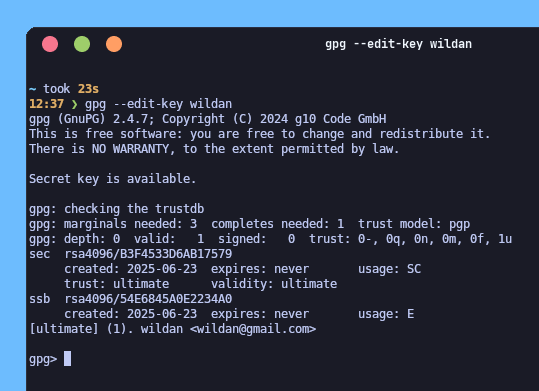 gpg --edit-key wildan
~ took 23s
12:37 ❯ gpg --edit-key wildan
gpg (GnuPG) 2.4.7; Copyright (C) 2024 g10 Code GmbH
This is free software: you are free to change and redistribute it.
There is NO WARRANTY, to the extent permitted by law.

Secret key is available.

gpg: checking the trustdb
gpg: marginals needed: 3  completes needed: 1  trust model: pgp
gpg: depth: 0  valid:   1  signed:   0  trust: 0-, 0q, 0n, 0m, 0f, 1u
sec  rsa4096/B3F4533D6AB17579
     created: 2025-06-23  expires: never       usage: SC
     trust: ultimate      validity: ultimate
ssb  rsa4096/54E6845A0E2234A0
     created: 2025-06-23  expires: never       usage: E
[ultimate] (1). wildan <wildan@gmail.com>

gpg>